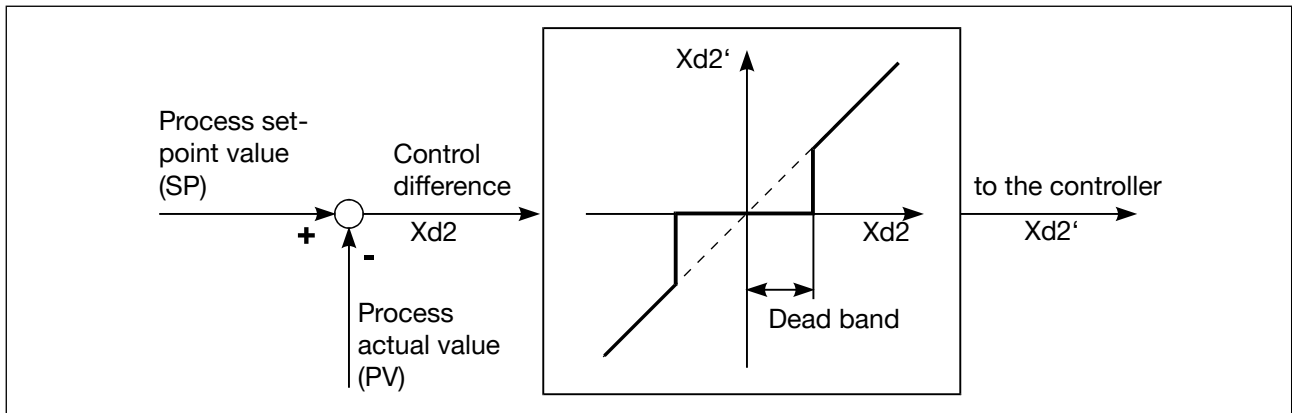 Process set-
point value
(SP)
+
-
Process
actual value
(PV)
Control
difference
Xd2
Xd2‘
Xd2
Dead band
to the controller
Xd2‘